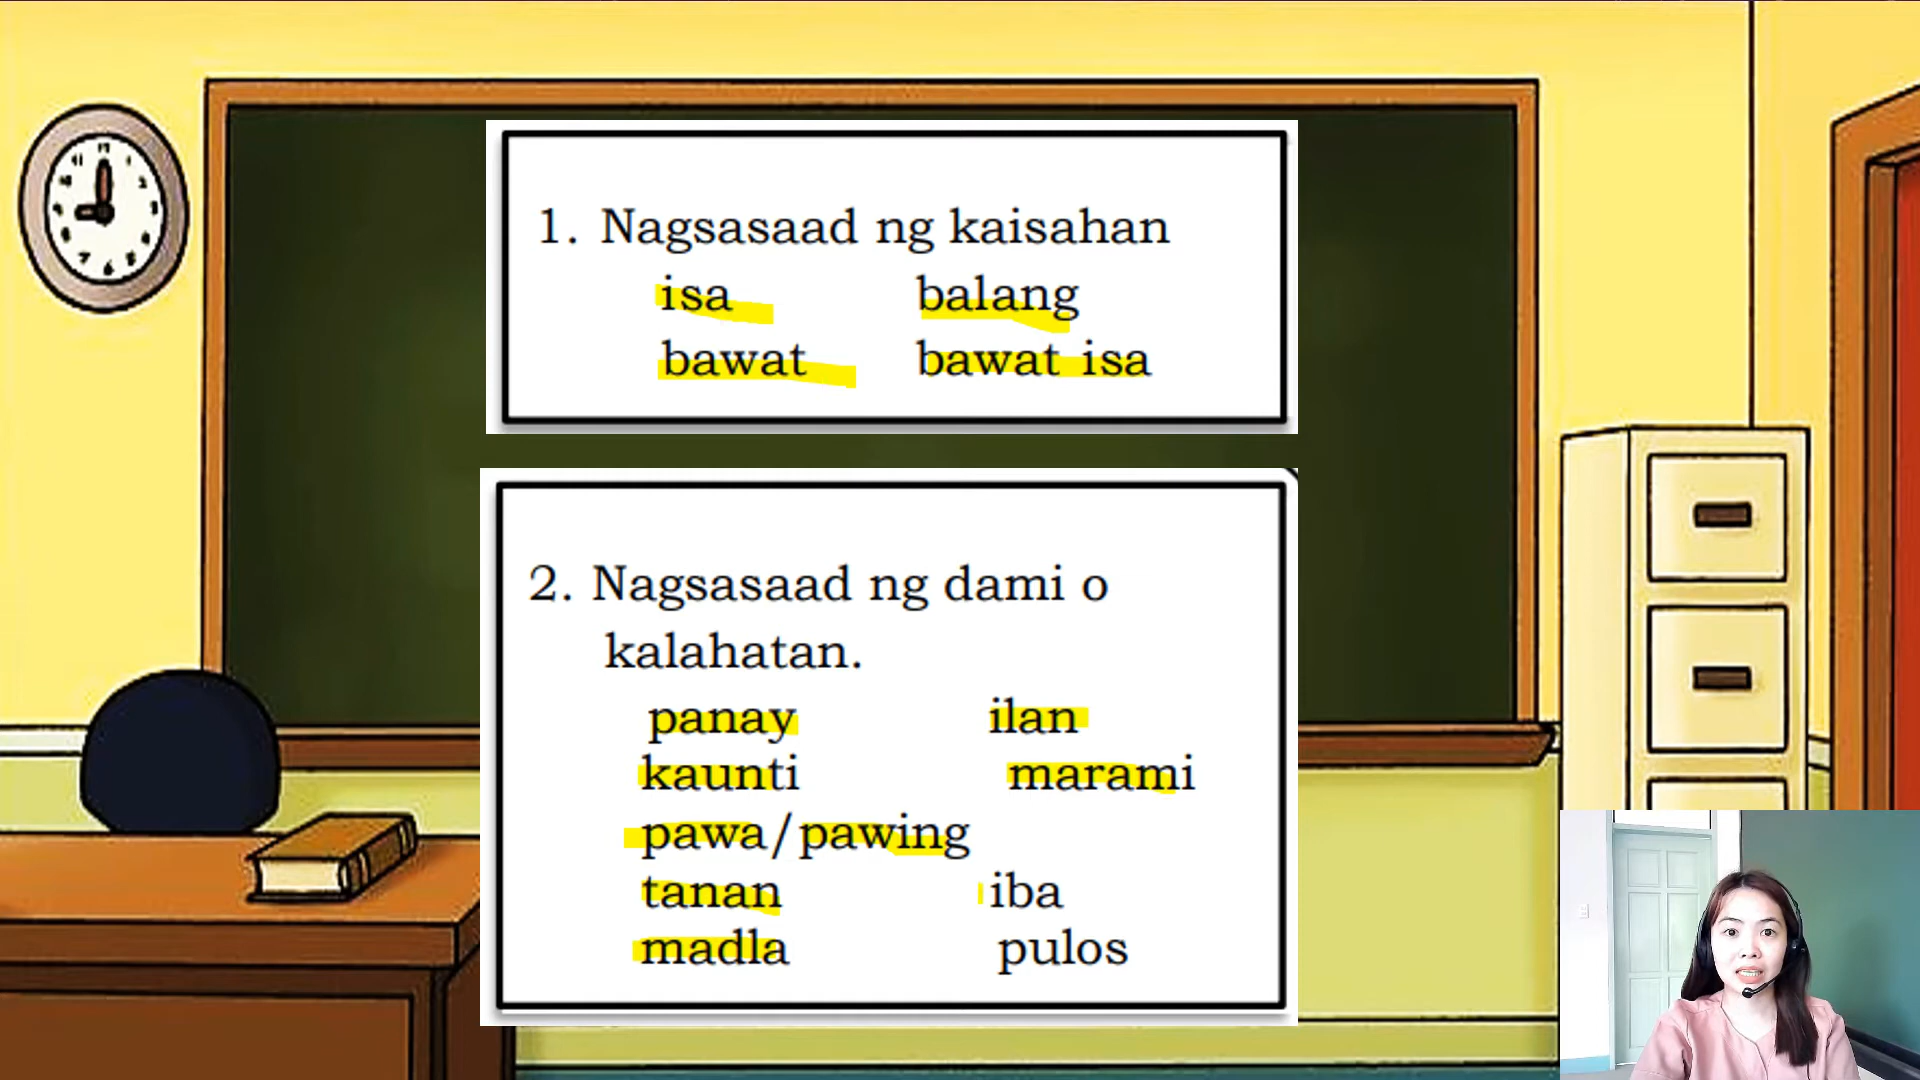 1. Nagsasaad ng kaisahan
isa balang
bawat bawat isa
2. Nagsasaad ng dami o
kalahatan.
panay ilan
kaunti marami
pawa/pawing
tanan iba
madla pulos